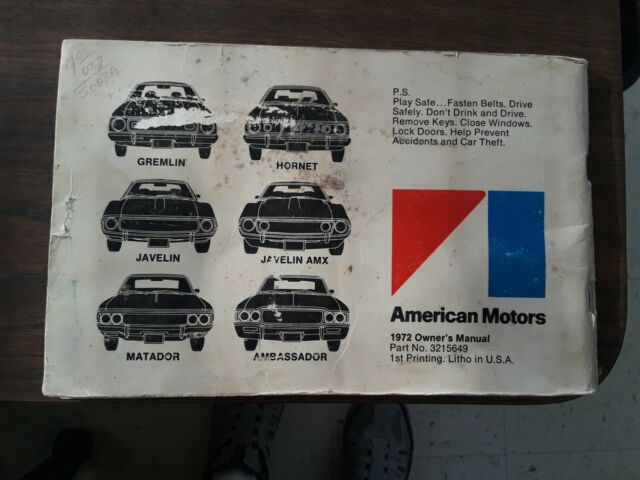 GREMLIN
HORNET
JAVELIN
JAVELIN AMX
MATADOR
AMBASSADOR
P.S.
Play Safe...Fasten Belts. Drive
Safely. Don't Drink and Drive.
Remove Keys. Close Windows.
Lock Doors. Help Prevent
Accidents and Car Theft.
American Motors
1972 Owner's Manual
Part No. 3215649
1st Printing. Litho in U.S.A.